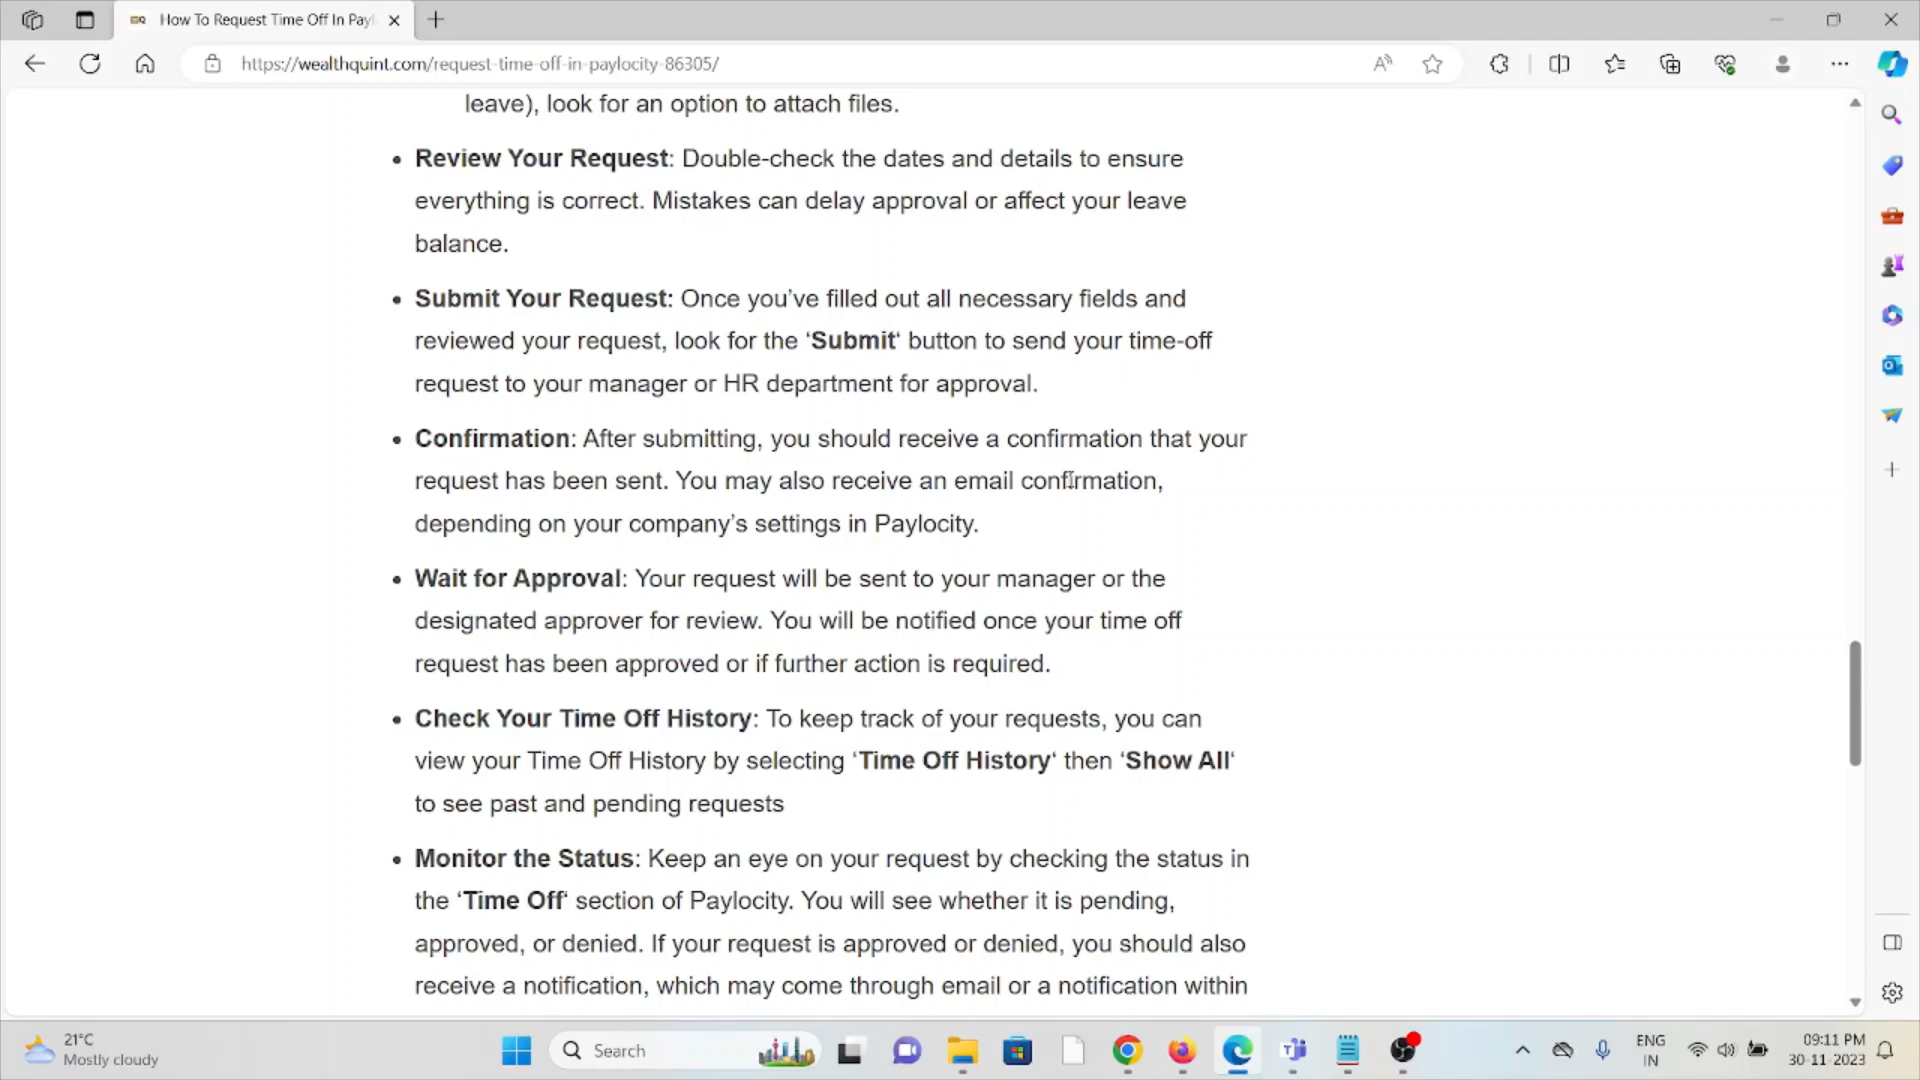 How To Request Time Off In Payl
https://wealthquint.com/request-time-off-in-paylocity-86305/
leave), look for an option to attach files.
• Review Your Request: Double-check the dates and details to ensure
everything is correct. Mistakes can delay approval or affect your leave
balance.
• Submit Your Request: Once you’ve filled out all necessary fields and
reviewed your request, look for the ‘Submit‘ button to send your time-off
request to your manager or HR department for approval.
• Confirmation: After submitting, you should receive a confirmation that your
request has been sent. You may also receive an email confirmation,
depending on your company’s settings in Paylocity.
• Wait for Approval: Your request will be sent to your manager or the
designated approver for review. You will be notified once your time off
request has been approved or if further action is required.
• Check Your Time Off History: To keep track of your requests, you can
view your Time Off History by selecting ‘Time Off History‘ then ‘Show All‘
to see past and pending requests
• Monitor the Status: Keep an eye on your request by checking the status in
the ‘Time Off‘ section of Paylocity. You will see whether it is pending,
approved, or denied. If your request is approved or denied, you should also
receive a notification, which may come through email or a notification within
21°C
Mostly cloudy
Search
ENG
IN
09:11 PM
30-11-2023